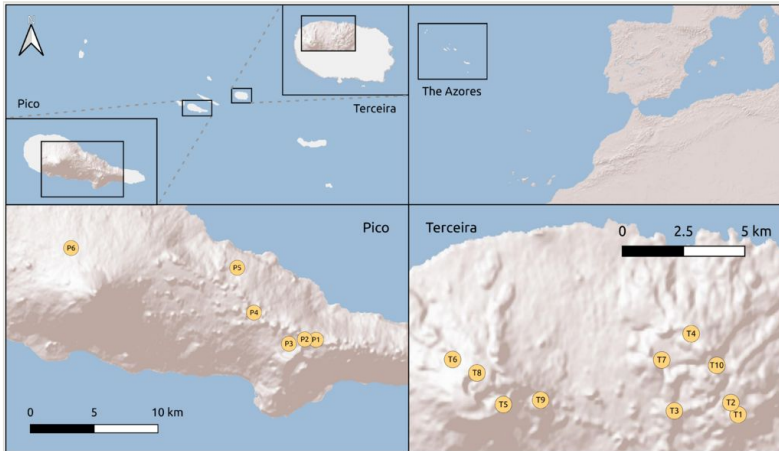 Pico
Terceira
The Azores
Pico
P6
P5
P4
P3
P2
P1
0 5 10 km
Terceira
0 2.5 5 km
T4
T6
T7
T8
T10
T5
T9
T3
T2
T1